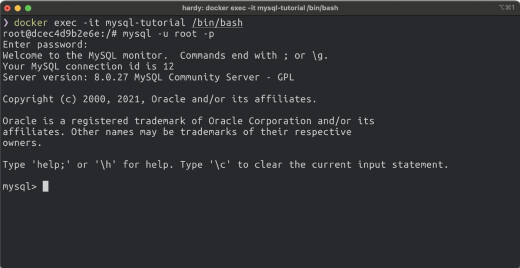 hardy: docker exec -it mysql-tutorial /bin/bash
⌥⌘1
❯ docker exec -it mysql-tutorial /bin/bash
root@dcec4d9b2e6e:/# mysql -u root -p
Enter password:
Welcome to the MySQL monitor.  Commands end with ; or \g.
Your MySQL connection id is 12
Server version: 8.0.27 MySQL Community Server - GPL
Copyright (c) 2000, 2021, Oracle and/or its affiliates.
Oracle is a registered trademark of Oracle Corporation and/or its
affiliates. Other names may be trademarks of their respective
owners.
Type 'help;' or '\h' for help. Type '\c' to clear the current input statement.
mysql>